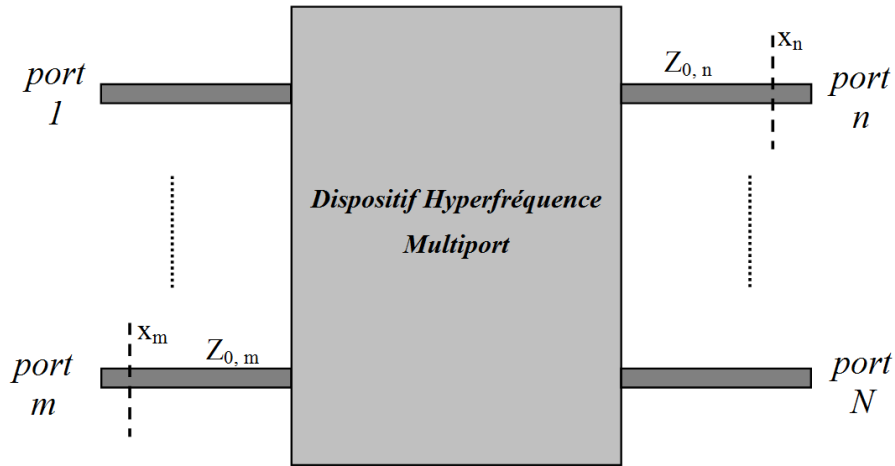 port
1
Z0, n
xn
port
n
Dispositif Hyperfréquence
Multiport
port
m
xm
Z0, m
port
N